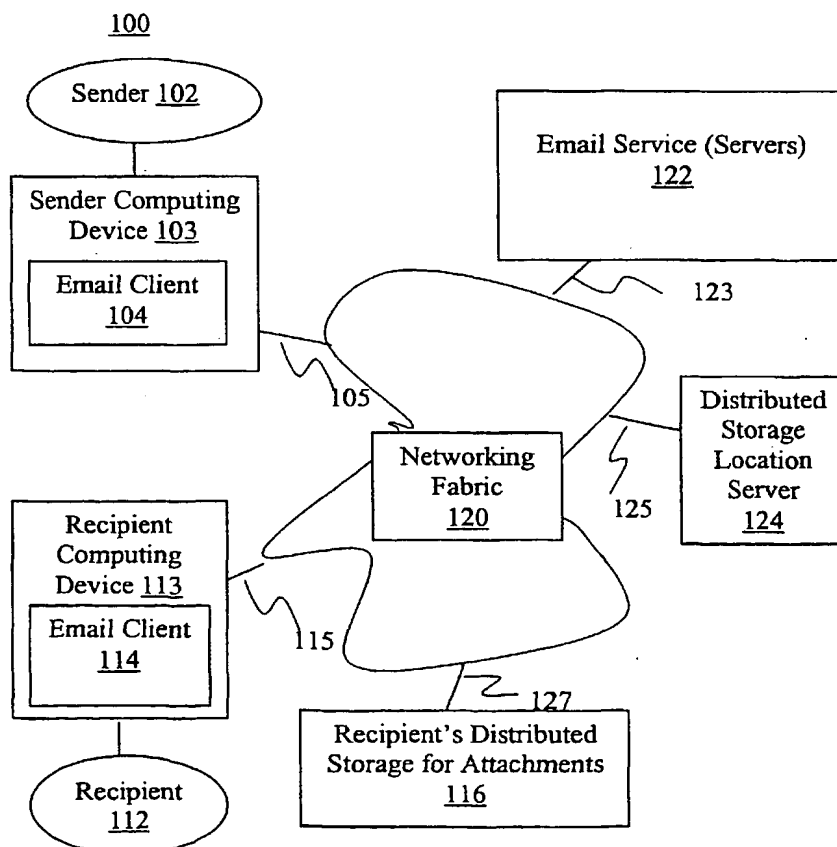 100
Sender 102
Sender Computing
Device 103
Email Client
104
105
Email Service (Servers)
122
123
Networking
Fabric
120
Distributed
Storage
Location
Server
124
125
Recipient
Computing
Device 113
Email Client
114
115
Recipient
112
127
Recipient's Distributed
Storage for Attachments
116